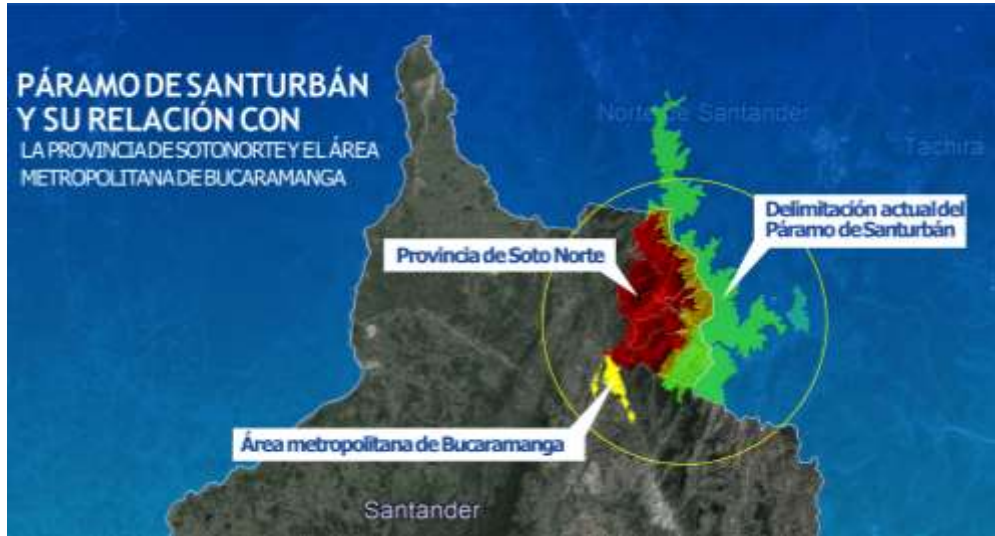 PÁRAMO DE SANTURBÁN
Y SU RELACIÓN CON
LA PROVINCIA DE SOTONORTE Y EL ÁREA
METROPOLITANA DE BUCARAMANGA
Norte de Santander
Táchira
Delimitación actual del
Páramo de Santurbán
Provincia de Soto Norte
Área metropolitana de Bucaramanga
Santander